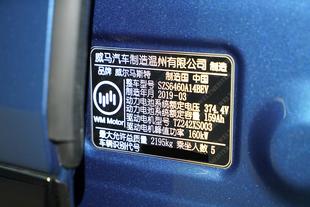 威马汽车制造温州有限公司 制造
品牌 威尔马斯特 制造国 中国
整车型号 SZS6460A14BEV
制造年月 2019-03
动力电池系统额定电压 374.4V
动力电池系统额定容量 159Ah
驱动电机型号 TZ242XS003
驱动电机峰值功率 160kW
最大允许总质量 2195kg 乘坐人数 5
车辆识别代号
WM Motor